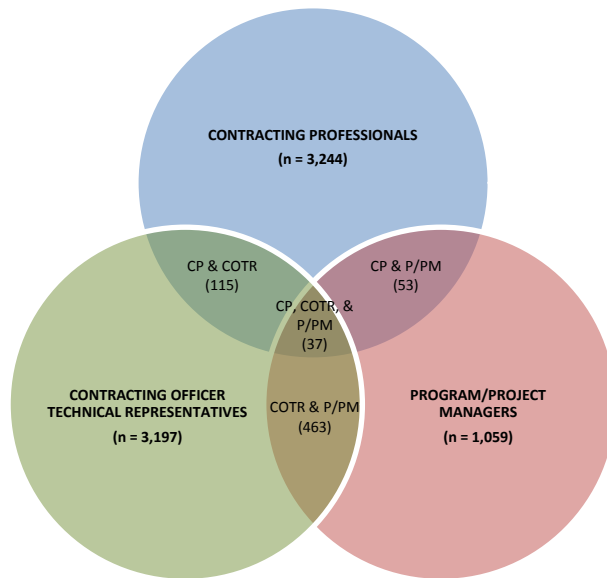 CONTRACTING PROFESSIONALS
(n = 3,244)
CP & COTR
(115)
CP & P/PM
(53)
CP, COTR, &
P/PM
(37)
CONTRACTING OFFICER
TECHNICAL REPRESENTATIVES
(n = 3,197)
COTR & P/PM
(463)
PROGRAM/PROJECT
MANAGERS
(n = 1,059)